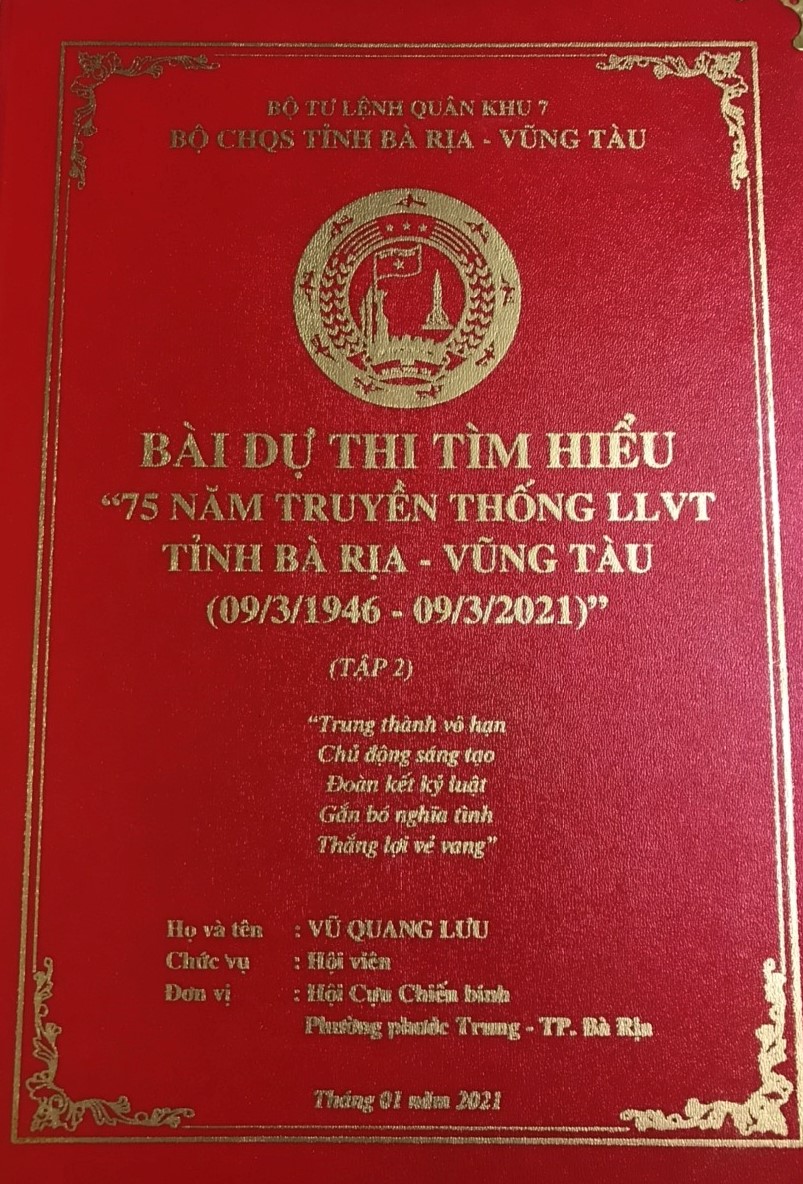 BỘ TƯ LỆNH QUÂN KHU 7
BỘ CHQS TỈNH BÀ RỊA - VŨNG TÀU
BÀI DỰ THI TÌM HIỂU
“75 NĂM TRUYỀN THỐNG LLVT
TỈNH BÀ RỊA - VŨNG TÀU
(09/3/1946 - 09/3/2021)”
(TẬP 2)
“Trung thành vô hạn
Chủ động sáng tạo
Đoàn kết kỷ luật
Gắn bó nghĩa tình
Thắng lợi vẻ vang”
Họ và tên : VŨ QUANG LƯU
Chức vụ : Hội viên
Đơn vị : Hội Cựu Chiến binh
Phường phước Trung - TP. Bà Rịa
Tháng 01 năm 2021